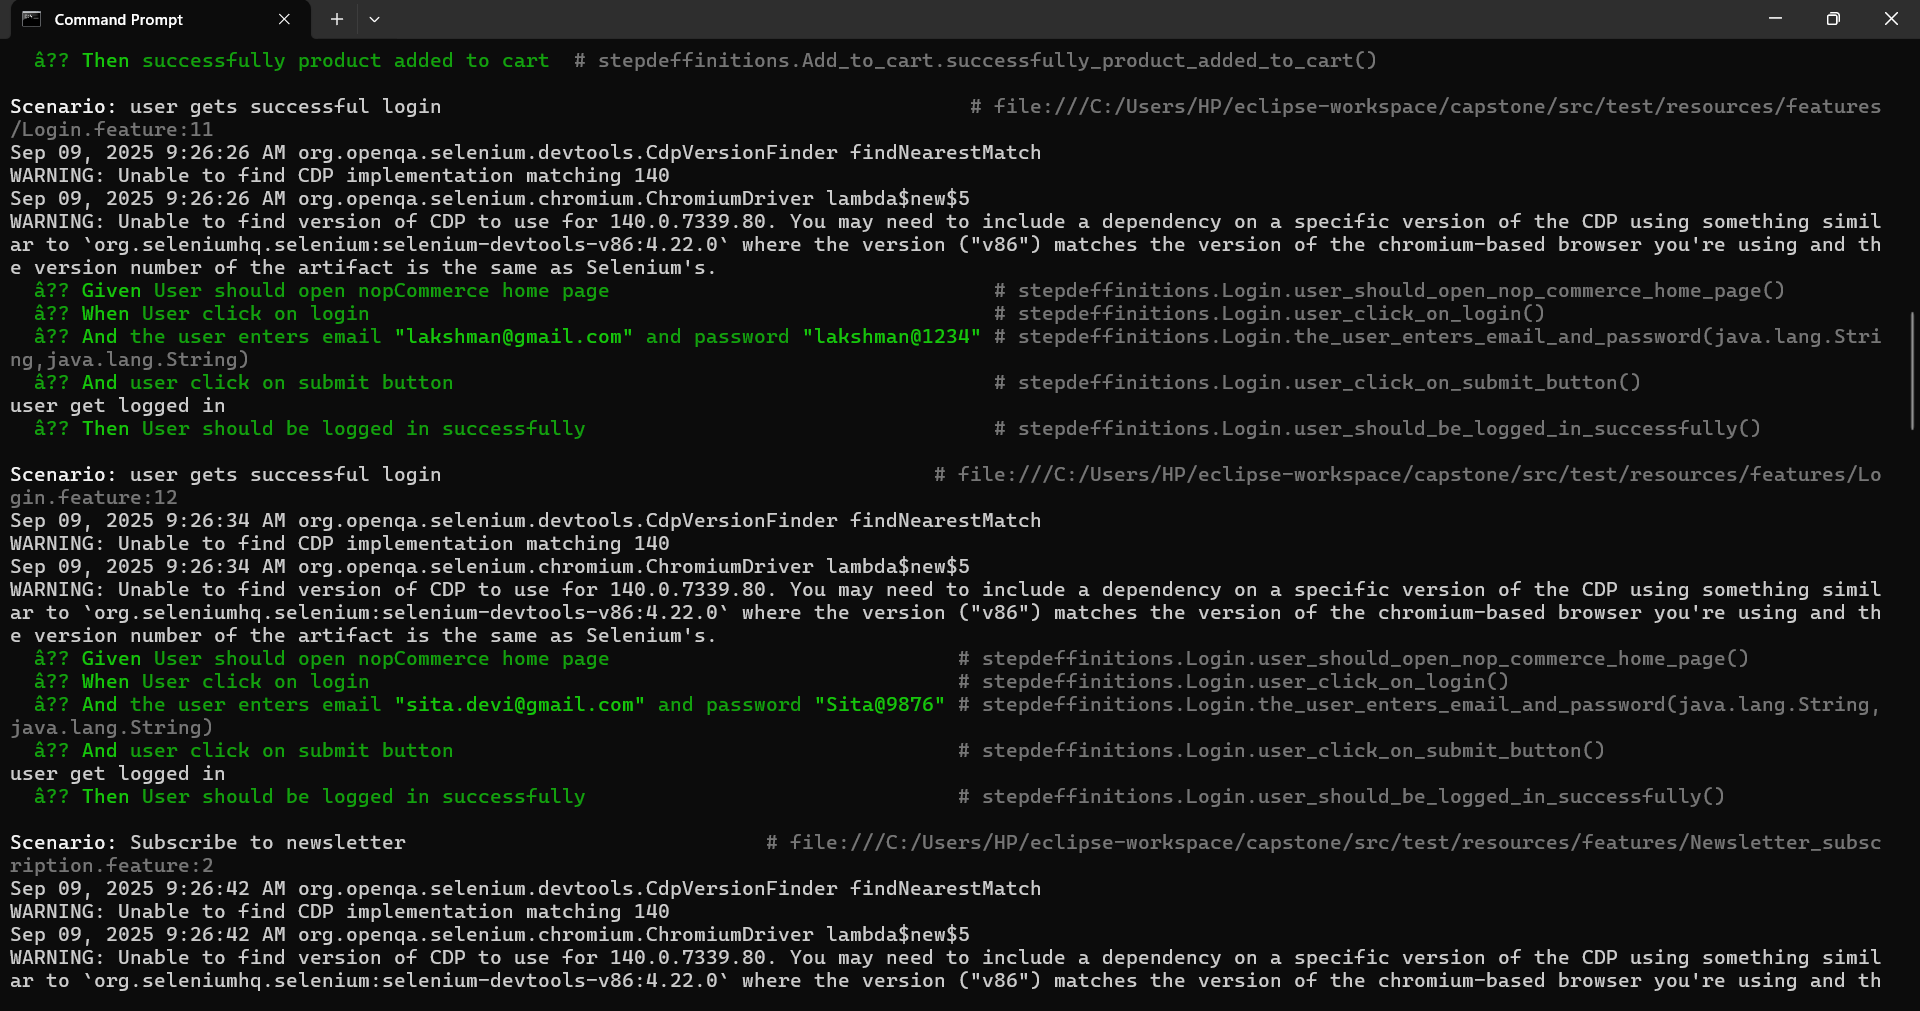 Command Prompt
â?? Then successfully product added to cart # stepdeffinitions.Add_to_cart.successfully_product_added_to_cart()
Scenario: user gets successful login # file:///C:/Users/HP/eclipse-workspace/capstone/src/test/resources/features
/Login.feature:11
Sep 09, 2025 9:26:26 AM org.openqa.selenium.devtools.CdpVersionFinder findNearestMatch
WARNING: Unable to find CDP implementation matching 140
Sep 09, 2025 9:26:26 AM org.openqa.selenium.chromium.ChromiumDriver lambda$new$5
WARNING: Unable to find version of CDP to use for 140.0.7339.80. You may need to include a dependency on a specific version of the CDP using something simil
ar to `org.seleniumhq.selenium:selenium-devtools-v86:4.22.0` where the version ("v86") matches the version of the chromium-based browser you're using and th
e version number of the artifact is the same as Selenium's.
â?? Given User should open nopCommerce home page # stepdeffinitions.Login.user_should_open_nop_commerce_home_page()
â?? When User click on login # stepdeffinitions.Login.user_click_on_login()
â?? And the user enters email "lakshman@gmail.com" and password "lakshman@1234" # stepdeffinitions.Login.the_user_enters_email_and_password(java.lang.Stri
ng,java.lang.String)
â?? And user click on submit button # stepdeffinitions.Login.user_click_on_submit_button()
user get logged in
â?? Then User should be logged in successfully # stepdeffinitions.Login.user_should_be_logged_in_successfully()
Scenario: user gets successful login # file:///C:/Users/HP/eclipse-workspace/capstone/src/test/resources/features/Lo
gin.feature:12
Sep 09, 2025 9:26:34 AM org.openqa.selenium.devtools.CdpVersionFinder findNearestMatch
WARNING: Unable to find CDP implementation matching 140
Sep 09, 2025 9:26:34 AM org.openqa.selenium.chromium.ChromiumDriver lambda$new$5
WARNING: Unable to find version of CDP to use for 140.0.7339.80. You may need to include a dependency on a specific version of the CDP using something simil
ar to `org.seleniumhq.selenium:selenium-devtools-v86:4.22.0` where the version ("v86") matches the version of the chromium-based browser you're using and th
e version number of the artifact is the same as Selenium's.
â?? Given User should open nopCommerce home page # stepdeffinitions.Login.user_should_open_nop_commerce_home_page()
â?? When User click on login # stepdeffinitions.Login.user_click_on_login()
â?? And the user enters email "sita.devi@gmail.com" and password "Sita@9876" # stepdeffinitions.Login.the_user_enters_email_and_password(java.lang.String,
java.lang.String)
â?? And user click on submit button # stepdeffinitions.Login.user_click_on_submit_button()
user get logged in
â?? Then User should be logged in successfully # stepdeffinitions.Login.user_should_be_logged_in_successfully()
Scenario: Subscribe to newsletter # file:///C:/Users/HP/eclipse-workspace/capstone/src/test/resources/features/Newsletter_subsc
ription.feature:2
Sep 09, 2025 9:26:42 AM org.openqa.selenium.devtools.CdpVersionFinder findNearestMatch
WARNING: Unable to find CDP implementation matching 140
Sep 09, 2025 9:26:42 AM org.openqa.selenium.chromium.ChromiumDriver lambda$new$5
WARNING: Unable to find version of CDP to use for 140.0.7339.80. You may need to include a dependency on a specific version of the CDP using something simil
ar to `org.seleniumhq.selenium:selenium-devtools-v86:4.22.0` where the version ("v86") matches the version of the chromium-based browser you're using and th